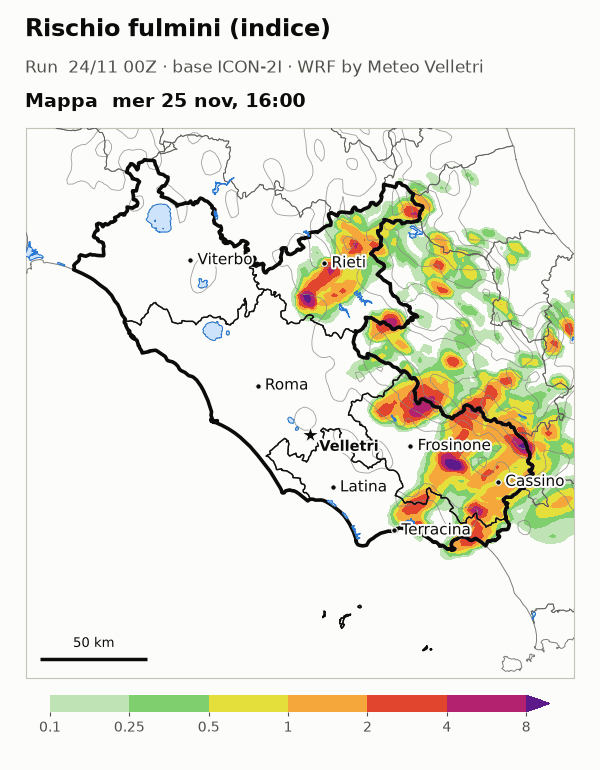 Rischio fulmini (indice)
Run  24/11 00Z · base ICON-2I · WRF by Meteo Velletri
Mappa  mer 25 nov, 16:00
Viterbo
Rieti
Roma
Velletri
Frosinone
Latina
Cassino
Terracina
50 km
0.1 0.25 0.5 1 2 4 8